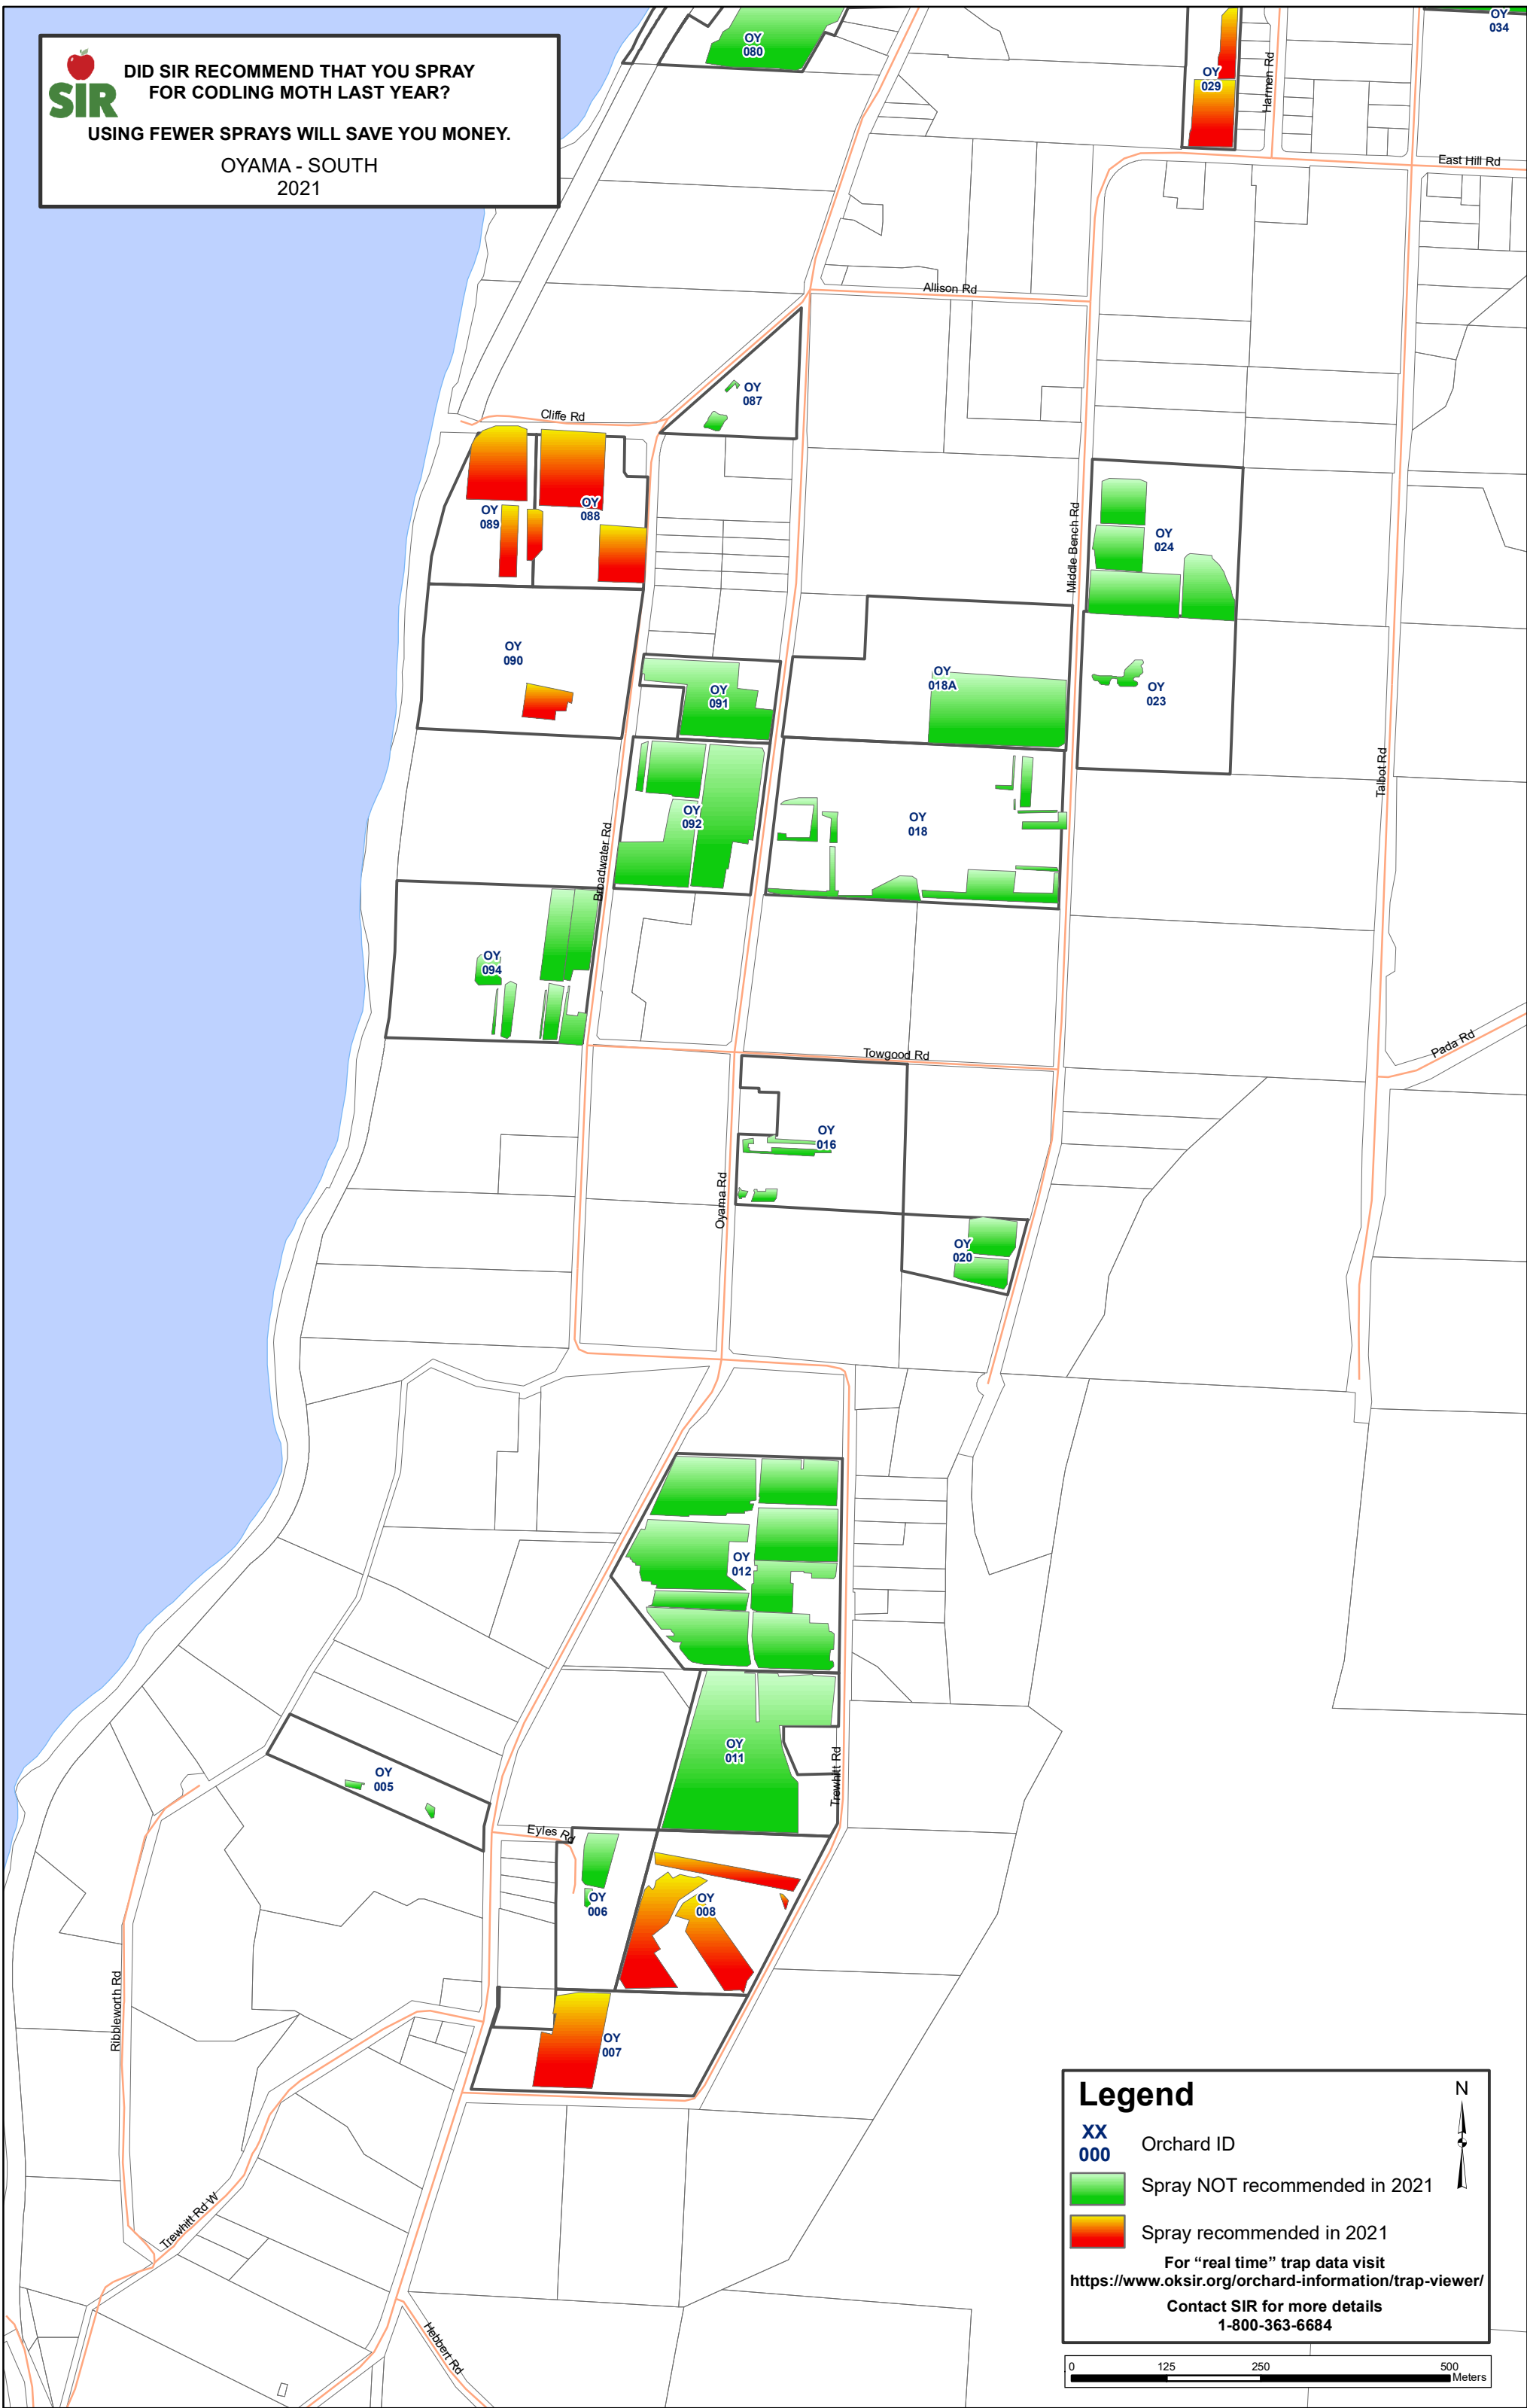 SIR
DID SIR RECOMMEND THAT YOU SPRAY
FOR CODLING MOTH LAST YEAR?
USING FEWER SPRAYS WILL SAVE YOU MONEY.
OYAMA - SOUTH
2021
OY
080
OY
029
OY
034
Harmen Rd
East Hill Rd
Allison Rd
OY
087
Cliffe Rd
OY
089
OY
088
Middle Bench Rd
OY
024
OY
090
OY
091
OY
018A
OY
023
Talbot Rd
OY
092
OY
018
Broadwater Rd
OY
094
Towgood Rd
Pada Rd
OY
016
Oyama Rd
OY
020
OY
012
OY
011
Trewhitt Rd
OY
005
Eyles Rd
OY
006
OY
008
Ribbleworth Rd
OY
007
Trewhitt Rd W
Hebbert Rd
Legend
N
XX
000
Orchard ID
Spray NOT recommended in 2021
Spray recommended in 2021
For “real time” trap data visit
https://www.oksir.org/orchard-information/trap-viewer/
Contact SIR for more details
1-800-363-6684
0 125 250 500
Meters